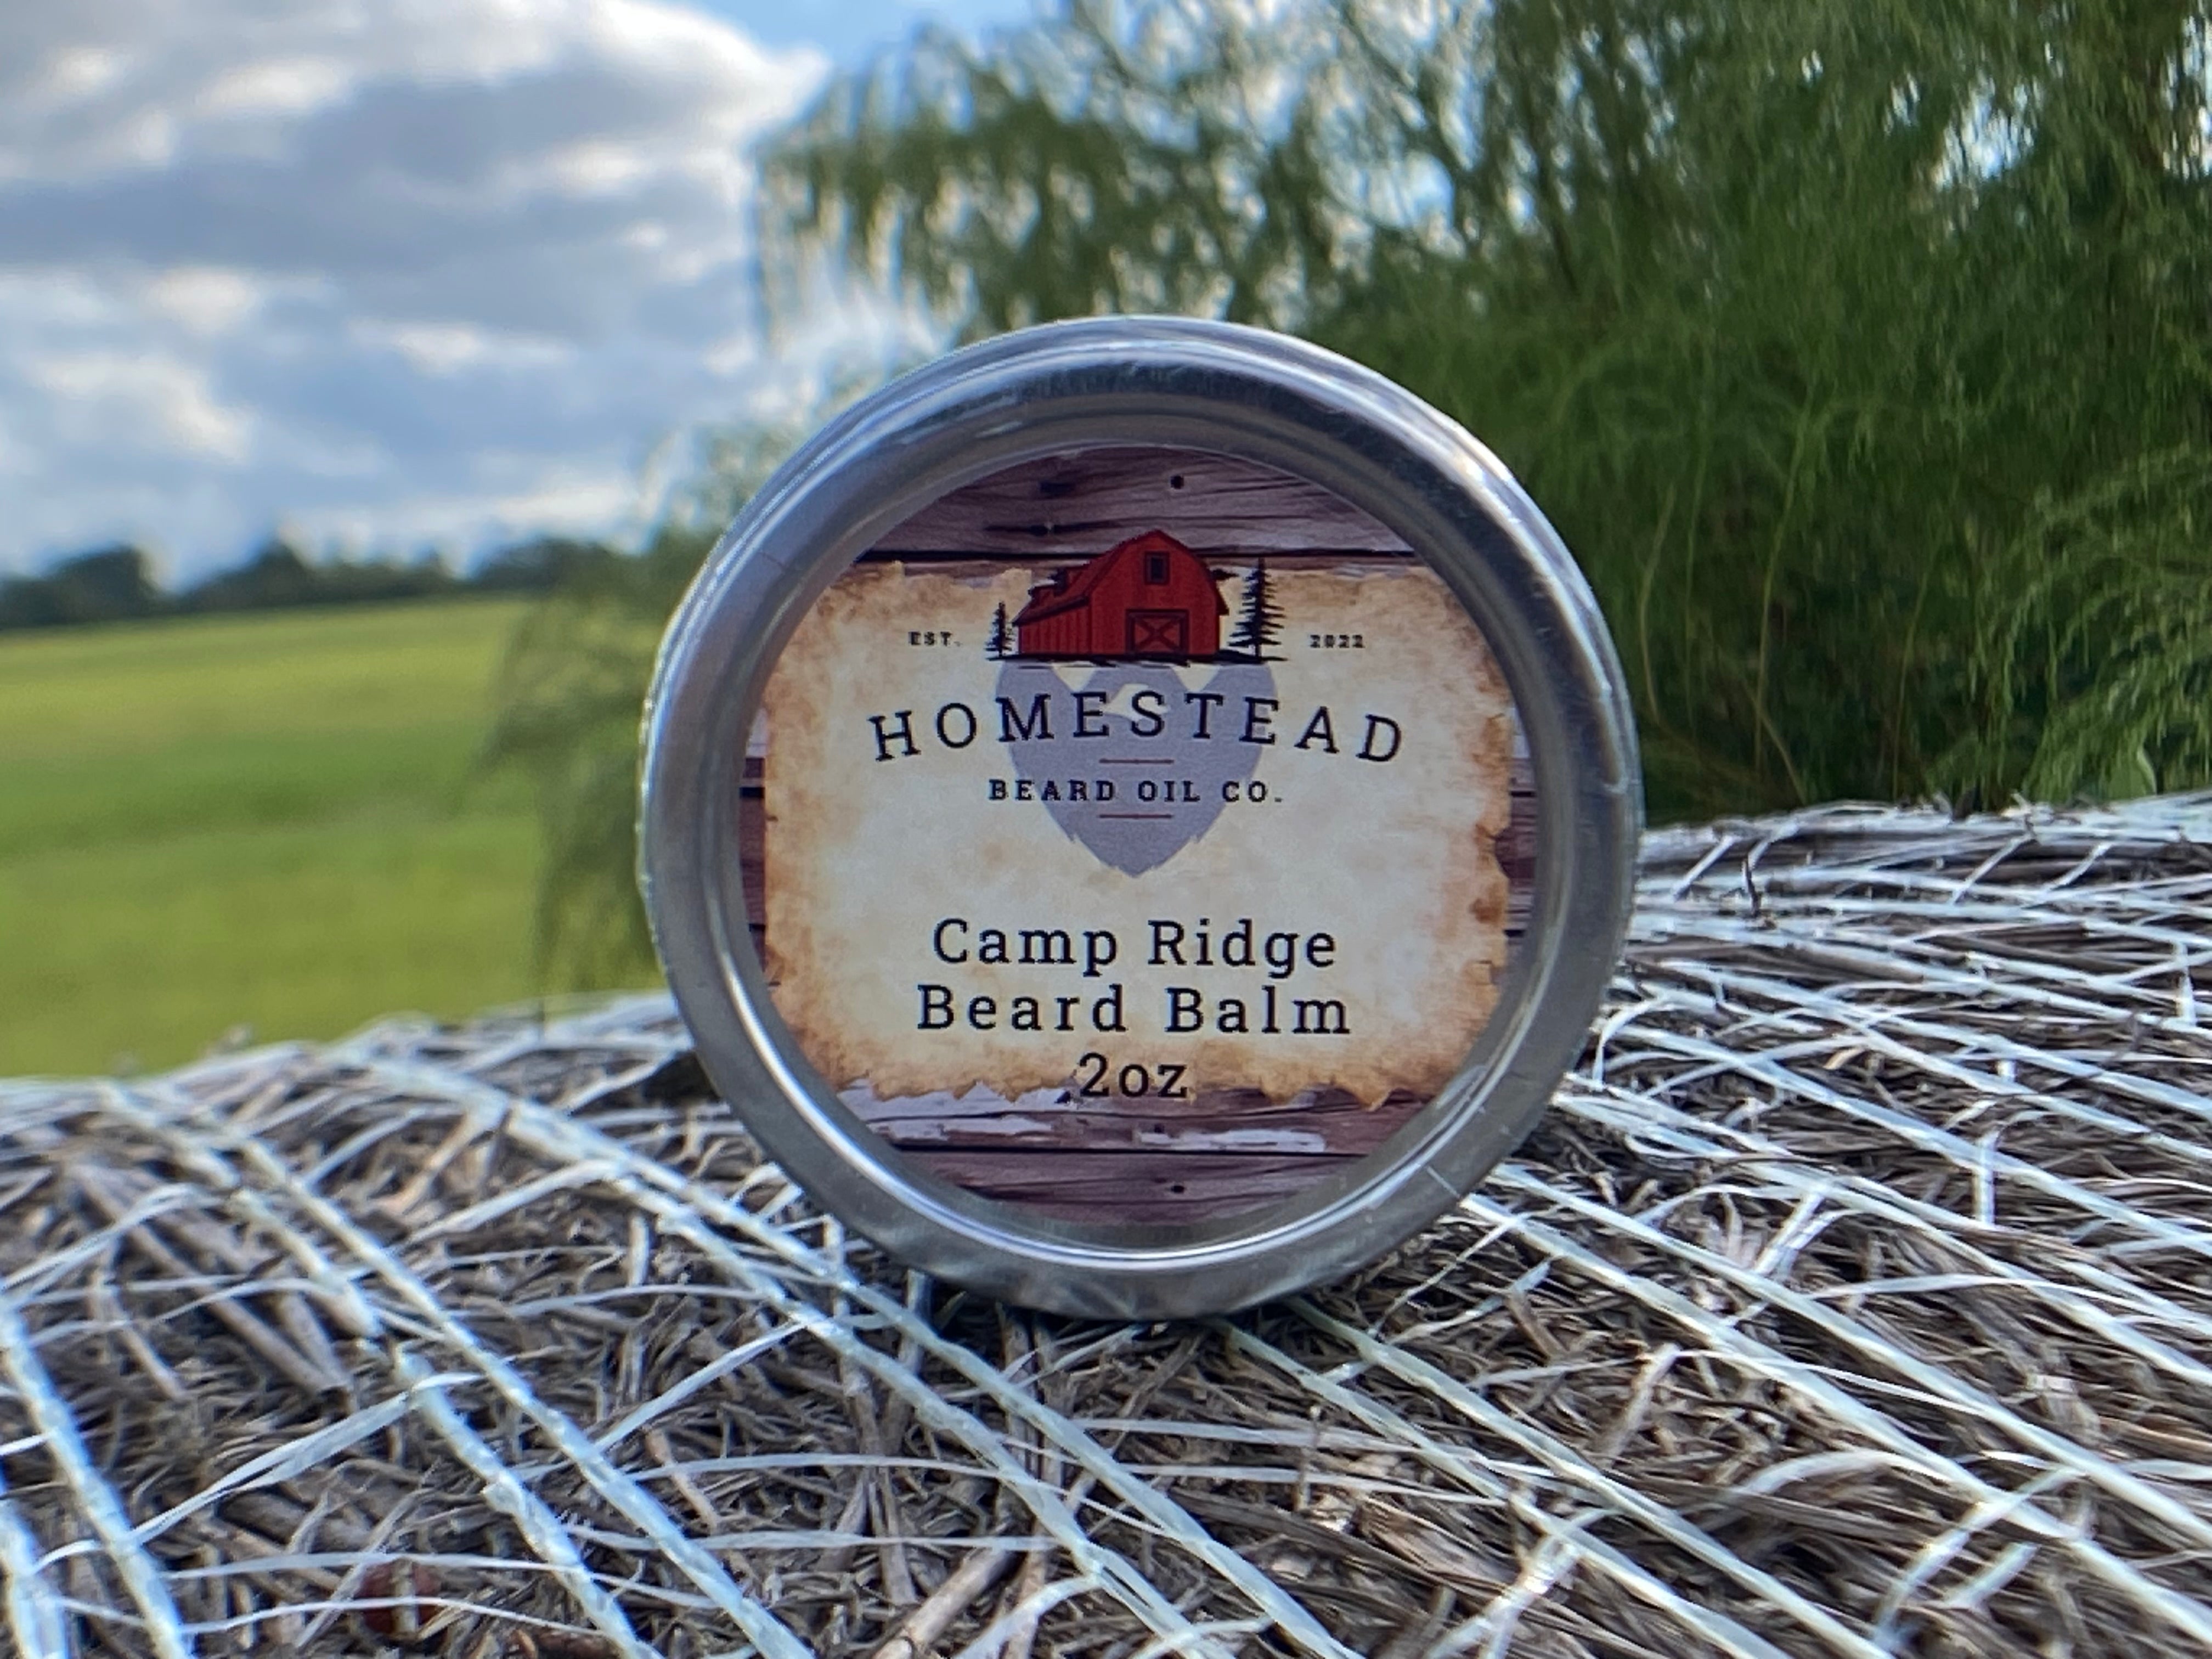 EST. 2022
HOMESTEAD
BEARD OIL CO.
Camp Ridge
Beard Balm
2oz